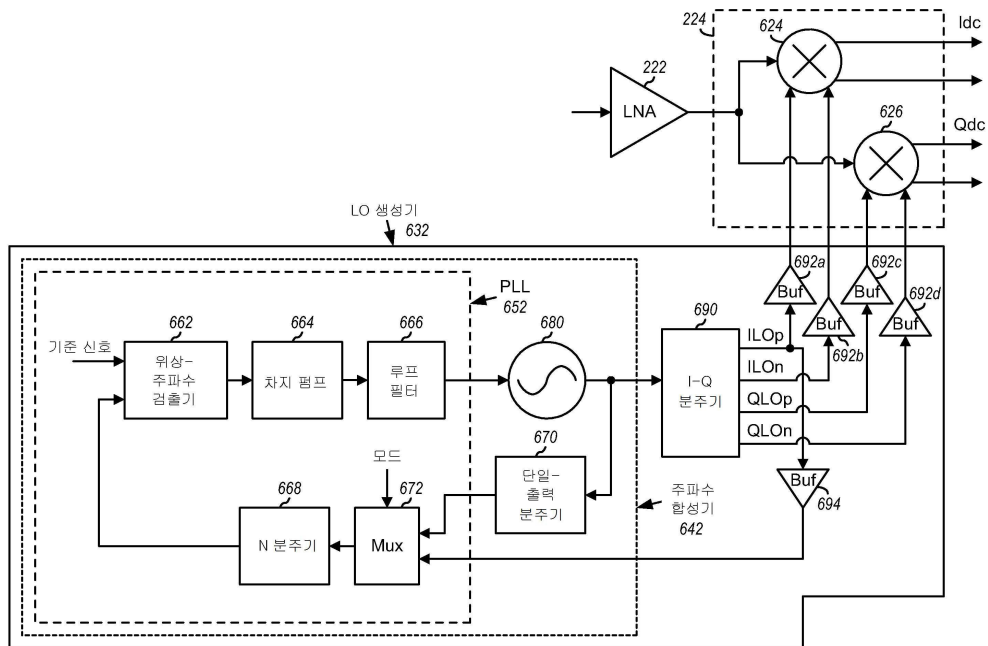 224
624
Idc
222
LNA
626
Qdc
LO 생성기
632
692a
Buf
692c
Buf
692d
Buf
Buf
692b
PLL
652
기준 신호
662
위상-
주파수
검출기
664
차지 펌프
666
루프
필터
680
690
I-Q
분주기
ILOp
ILOn
QLOp
QLOn
670
단일-
출력
분주기
모드
672
Mux
668
N 분주기
주파수
합성기
642
Buf
694